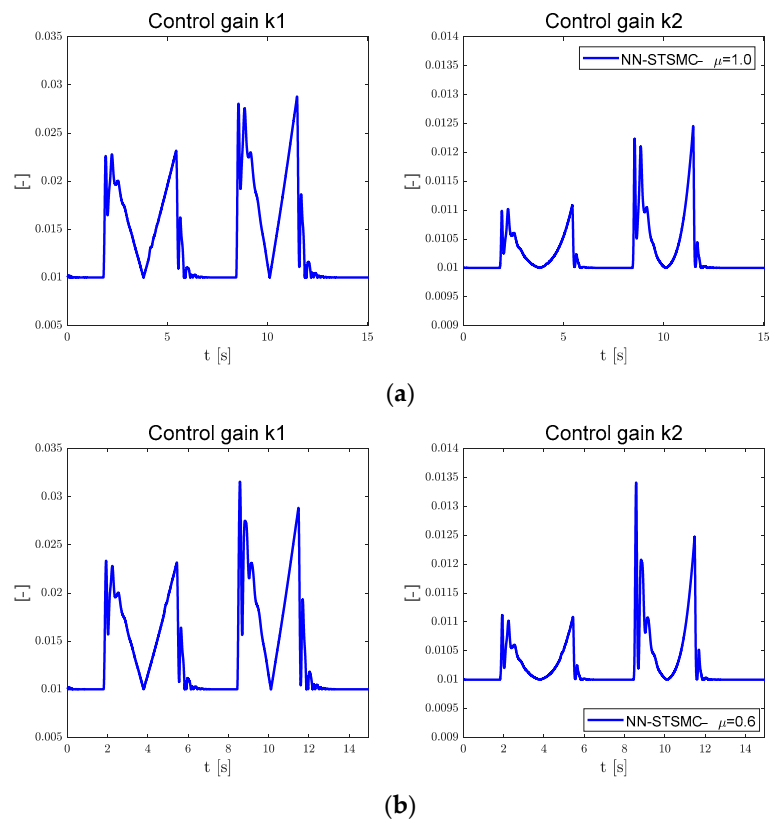 Control gain k1
Control gain k2
0.035
0.03
0.025
0.02
0.015
0.01
0.005
[-]
0 5 10 15
t [s]
0.014
0.0135
0.013
0.0125
0.012
0.0115
0.011
0.0105
0.01
0.0095
0.009
[-]
NN-STSMC– μ=1.0
0 5 10 15
t [s]
(a)
Control gain k1
Control gain k2
0.035
0.03
0.025
0.02
0.015
0.01
0.005
[-]
0 2 4 6 8 10 12 14
t [s]
0.014
0.0135
0.013
0.0125
0.012
0.0115
0.011
0.0105
0.01
0.0095
0.009
[-]
NN-STSMC– μ=0.6
0 2 4 6 8 10 12 14
t [s]
(b)